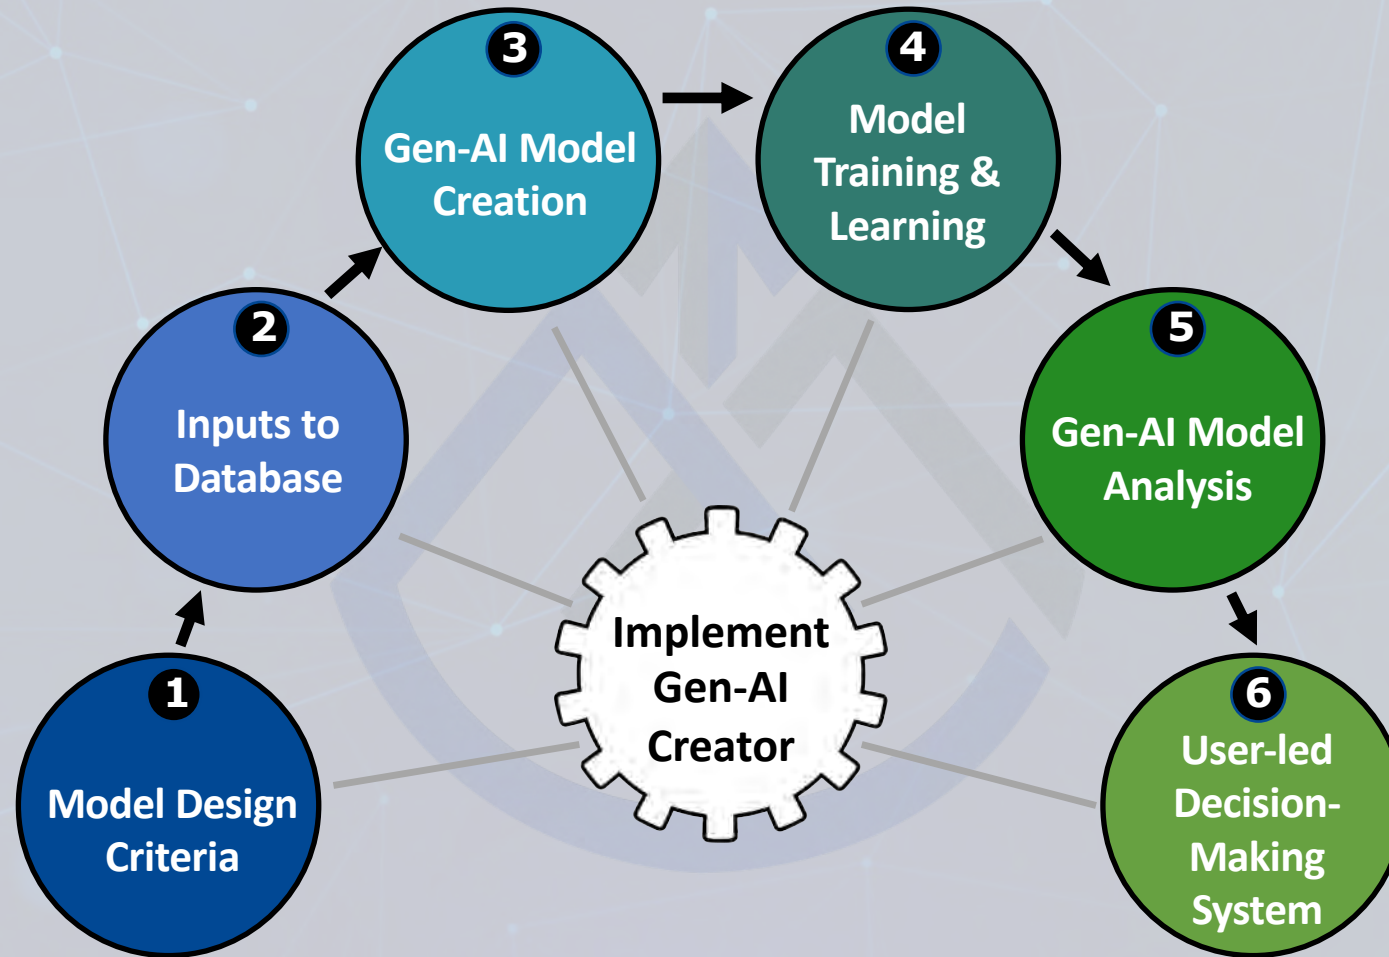 1
Model Design
Criteria
2
Inputs to
Database
3
Gen-AI Model
Creation
4
Model
Training &
Learning
5
Gen-AI Model
Analysis
6
User-led
Decision-
Making
System
Implement
Gen-AI
Creator